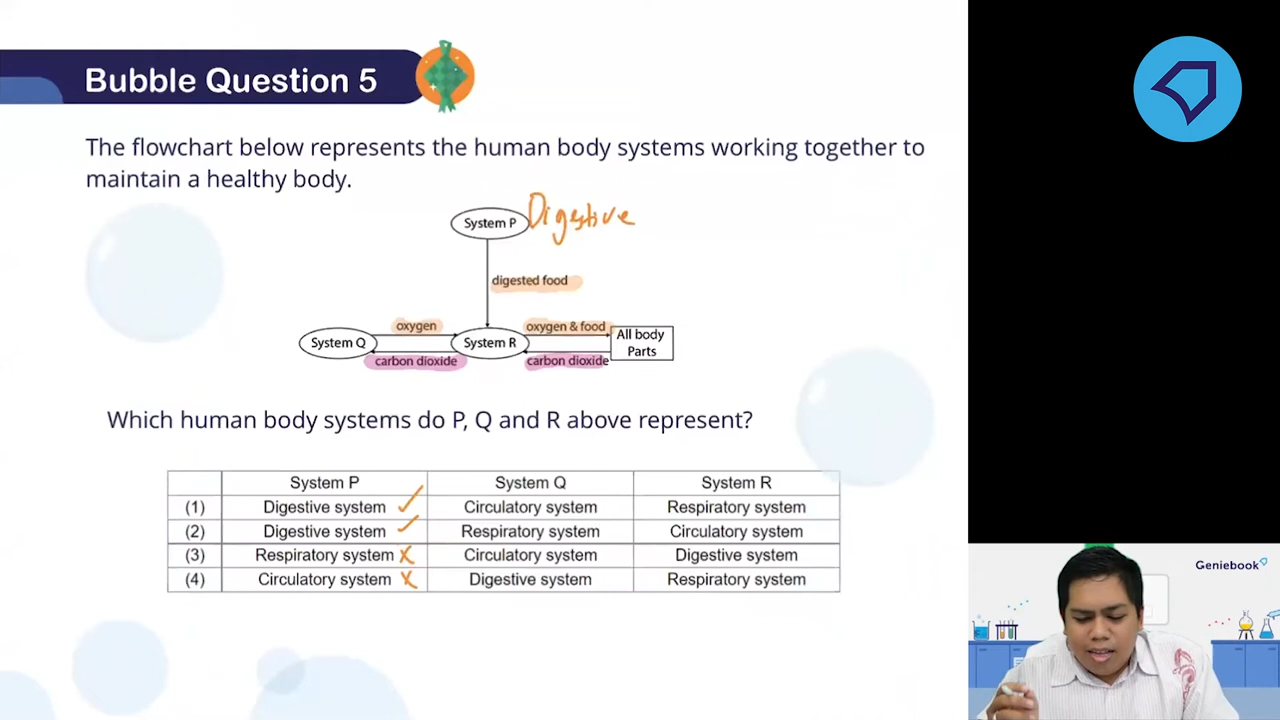 Bubble Question 5
The flowchart below represents the human body systems working together to
maintain a healthy body.
System P Digestive
digested food
oxygen oxygen & food
System Q System R All body
Parts
carbon dioxide carbon dioxide
Which human body systems do P, Q and R above represent?
System P System Q System R
(1) Digestive system ✓ Circulatory system Respiratory system
(2) Digestive system ✓ Respiratory system Circulatory system
(3) Respiratory system x Circulatory system Digestive system
(4) Circulatory system x Digestive system Respiratory system
Geniebook